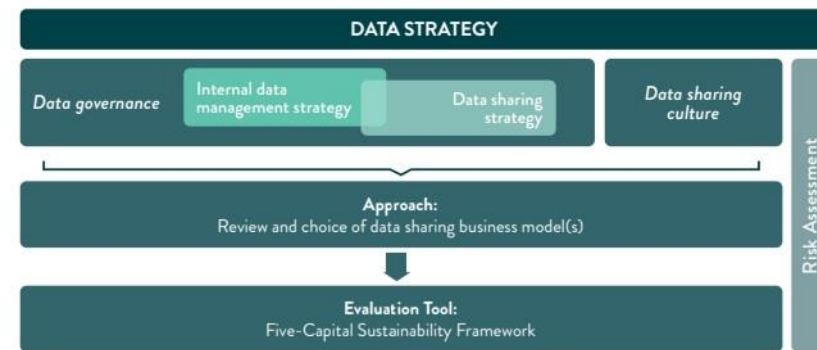 DATA STRATEGY
Data governance
Internal data
management strategy
Data sharing
strategy
Data sharing
culture
Risk Assessment
Approach:
Review and choice of data sharing business model(s)
Evaluation Tool:
Five-Capital Sustainability Framework